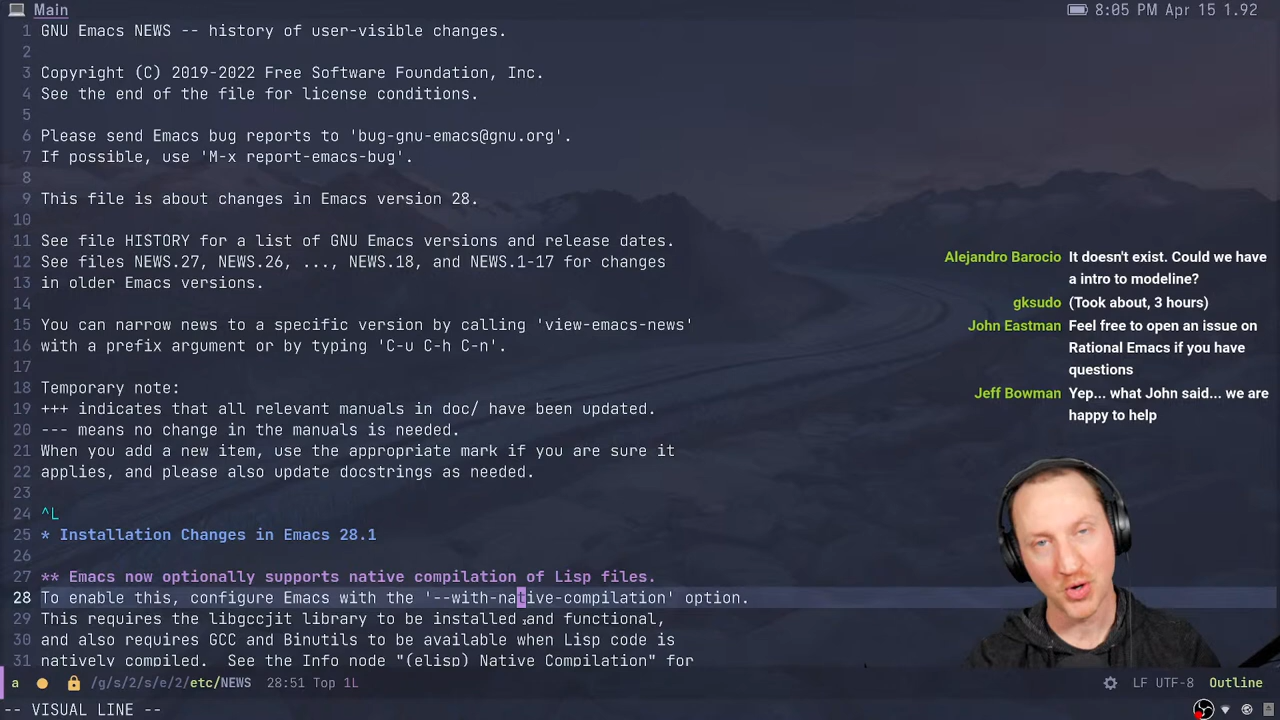 Main
8:05 PM Apr 15 1.92
1 GNU Emacs NEWS -- history of user-visible changes.
2
3 Copyright (C) 2019-2022 Free Software Foundation, Inc.
4 See the end of the file for license conditions.
5
6 Please send Emacs bug reports to 'bug-gnu-emacs@gnu.org'.
7 If possible, use 'M-x report-emacs-bug'.
8
9 This file is about changes in Emacs version 28.
10
11 See file HISTORY for a list of GNU Emacs versions and release dates.
12 See files NEWS.27, NEWS.26, ..., NEWS.18, and NEWS.1-17 for changes
13 in older Emacs versions.
14
15 You can narrow news to a specific version by calling 'view-emacs-news'
16 with a prefix argument or by typing 'C-u C-h C-n'.
17
18 Temporary note:
19 +++ indicates that all relevant manuals in doc/ have been updated.
20 --- means no change in the manuals is needed.
21 When you add a new item, use the appropriate mark if you are sure it
22 applies, and please also update docstrings as needed.
23
24 ^L
25 * Installation Changes in Emacs 28.1
26
27 ** Emacs now optionally supports native compilation of Lisp files.
28 To enable this, configure Emacs with the '--with-native-compilation' option.
29 This requires the libgccjit library to be installed and functional,
30 and also requires GCC and Binutils to be available when Lisp code is
31 natively compiled.  See the Info node "(elisp) Native Compilation" for
Alejandro Barocio It doesn't exist. Could we have
a intro to modeline?
gksudo (Took about, 3 hours)
John Eastman Feel free to open an issue on
Rational Emacs if you have
questions
Jeff Bowman Yep... what John said... we are
happy to help
a /g/s/2/s/e/2/etc/NEWS 28:51 Top 1L
LF UTF-8 Outline
-- VISUAL LINE --